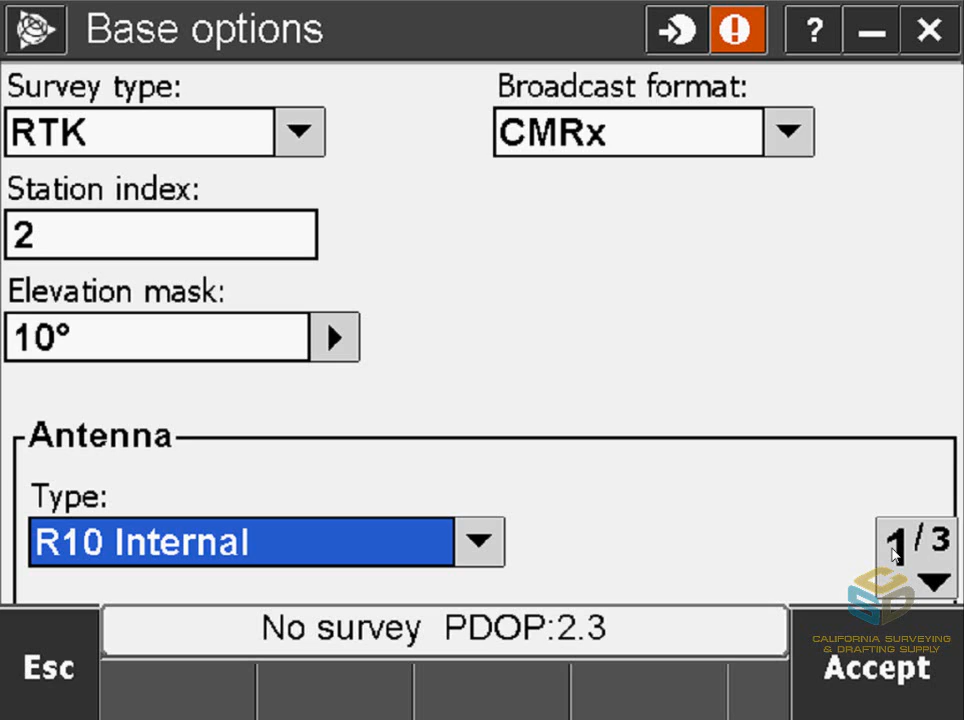 Base options
?
Survey type:
Broadcast format:
RTK
CMRx
Station index:
2
Elevation mask:
10°
Antenna
Type:
R10 Internal
1/3
No survey PDOP:2.3
Esc
CALIFORNIA SURVEYING
& DRAFTING SUPPLY
Accept